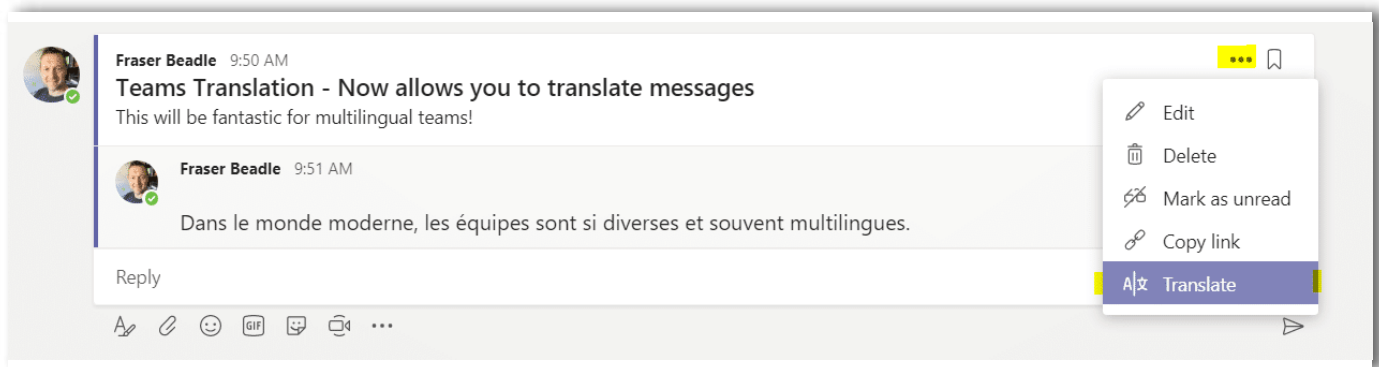 Fraser Beadle 9:50 AM
Teams Translation - Now allows you to translate messages
This will be fantastic for multilingual teams!
Fraser Beadle 9:51 AM
Dans le monde moderne, les équipes sont si diverses et souvent multilingues.
Reply
GIF
Edit
Delete
Mark as unread
Copy link
Translate